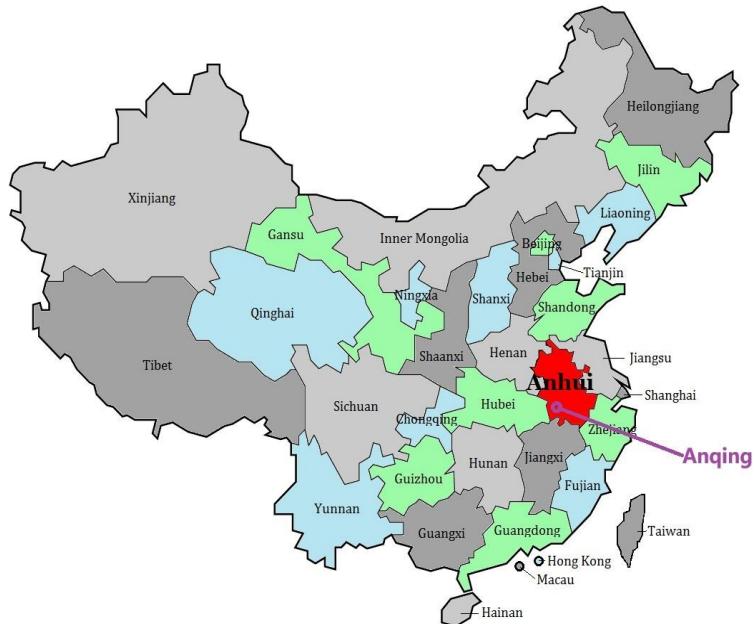 Heilongjiang
Jilin
Xinjiang
Liaoning
Gansu
Inner Mongolia
Beijing
Tianjin
Hebei
Ningxia
Shanxi
Qinghai
Shandong
Shaanxi
Henan
Jiangsu
Tibet
Anhui
Shanghai
Sichuan
Hubei
Chongqing
Zhejiang
Anqing
Hunan
Jiangxi
Guizhou
Fujian
Yunnan
Guangxi
Guangdong
Taiwan
Hong Kong
Macau
Hainan